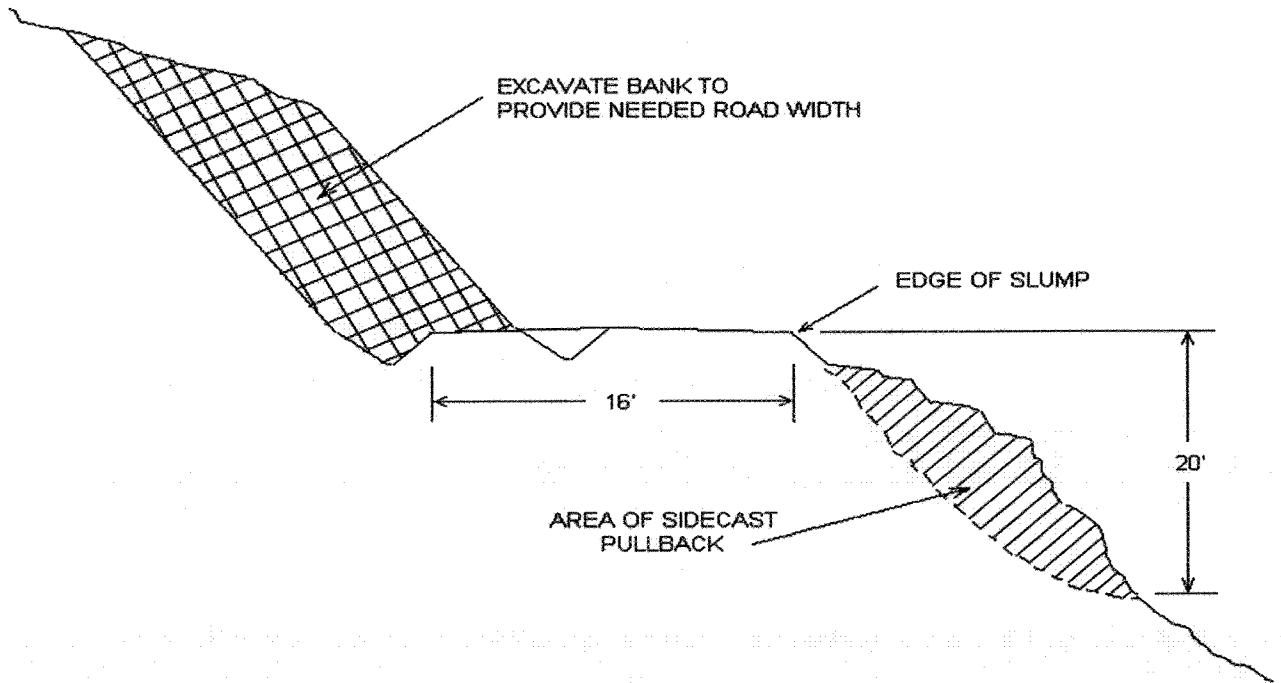 EXCAVATE BANK TO
PROVIDE NEEDED ROAD WIDTH
EDGE OF SLUMP
16'
20'
AREA OF SIDECAST
PULLBACK